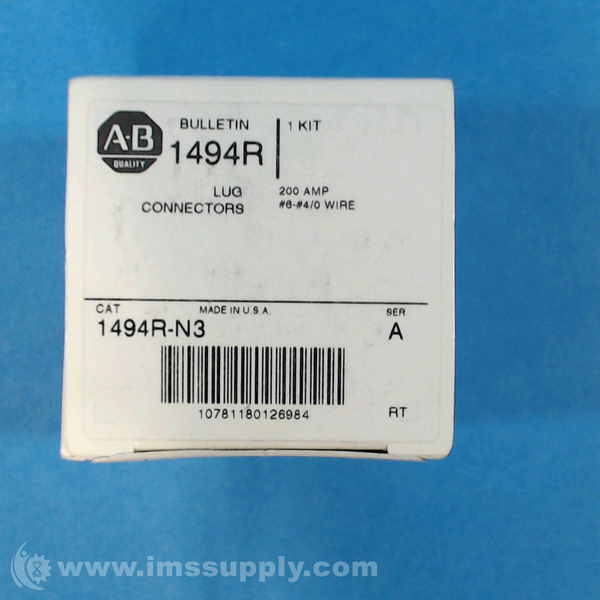 A-B
QUALITY
BULLETIN
1494R
1 KIT
LUG
CONNECTORS
200 AMP
#6-#4/0 WIRE
CAT
MADE IN U.S.A.
SER
1494R-N3
A
10781180126984
RT
www.imssupply.com